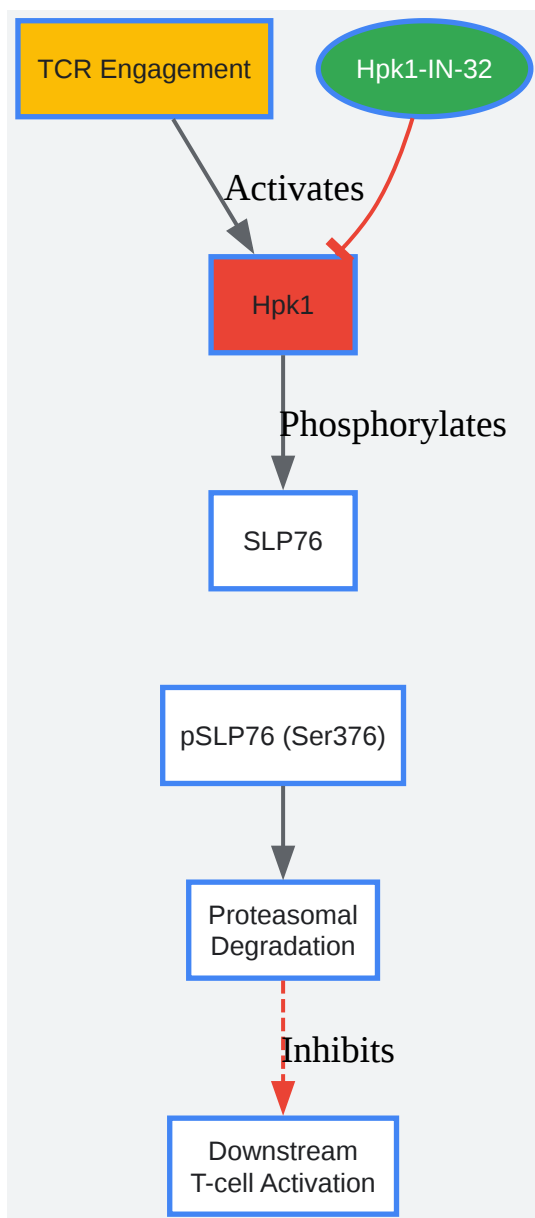 TCR Engagement
Hpk1-IN-32
Activates
Hpk1
Phosphorylates
SLP76
pSLP76 (Ser376)
Proteasomal
Degradation
Inhibits
Downstream
T-cell Activation